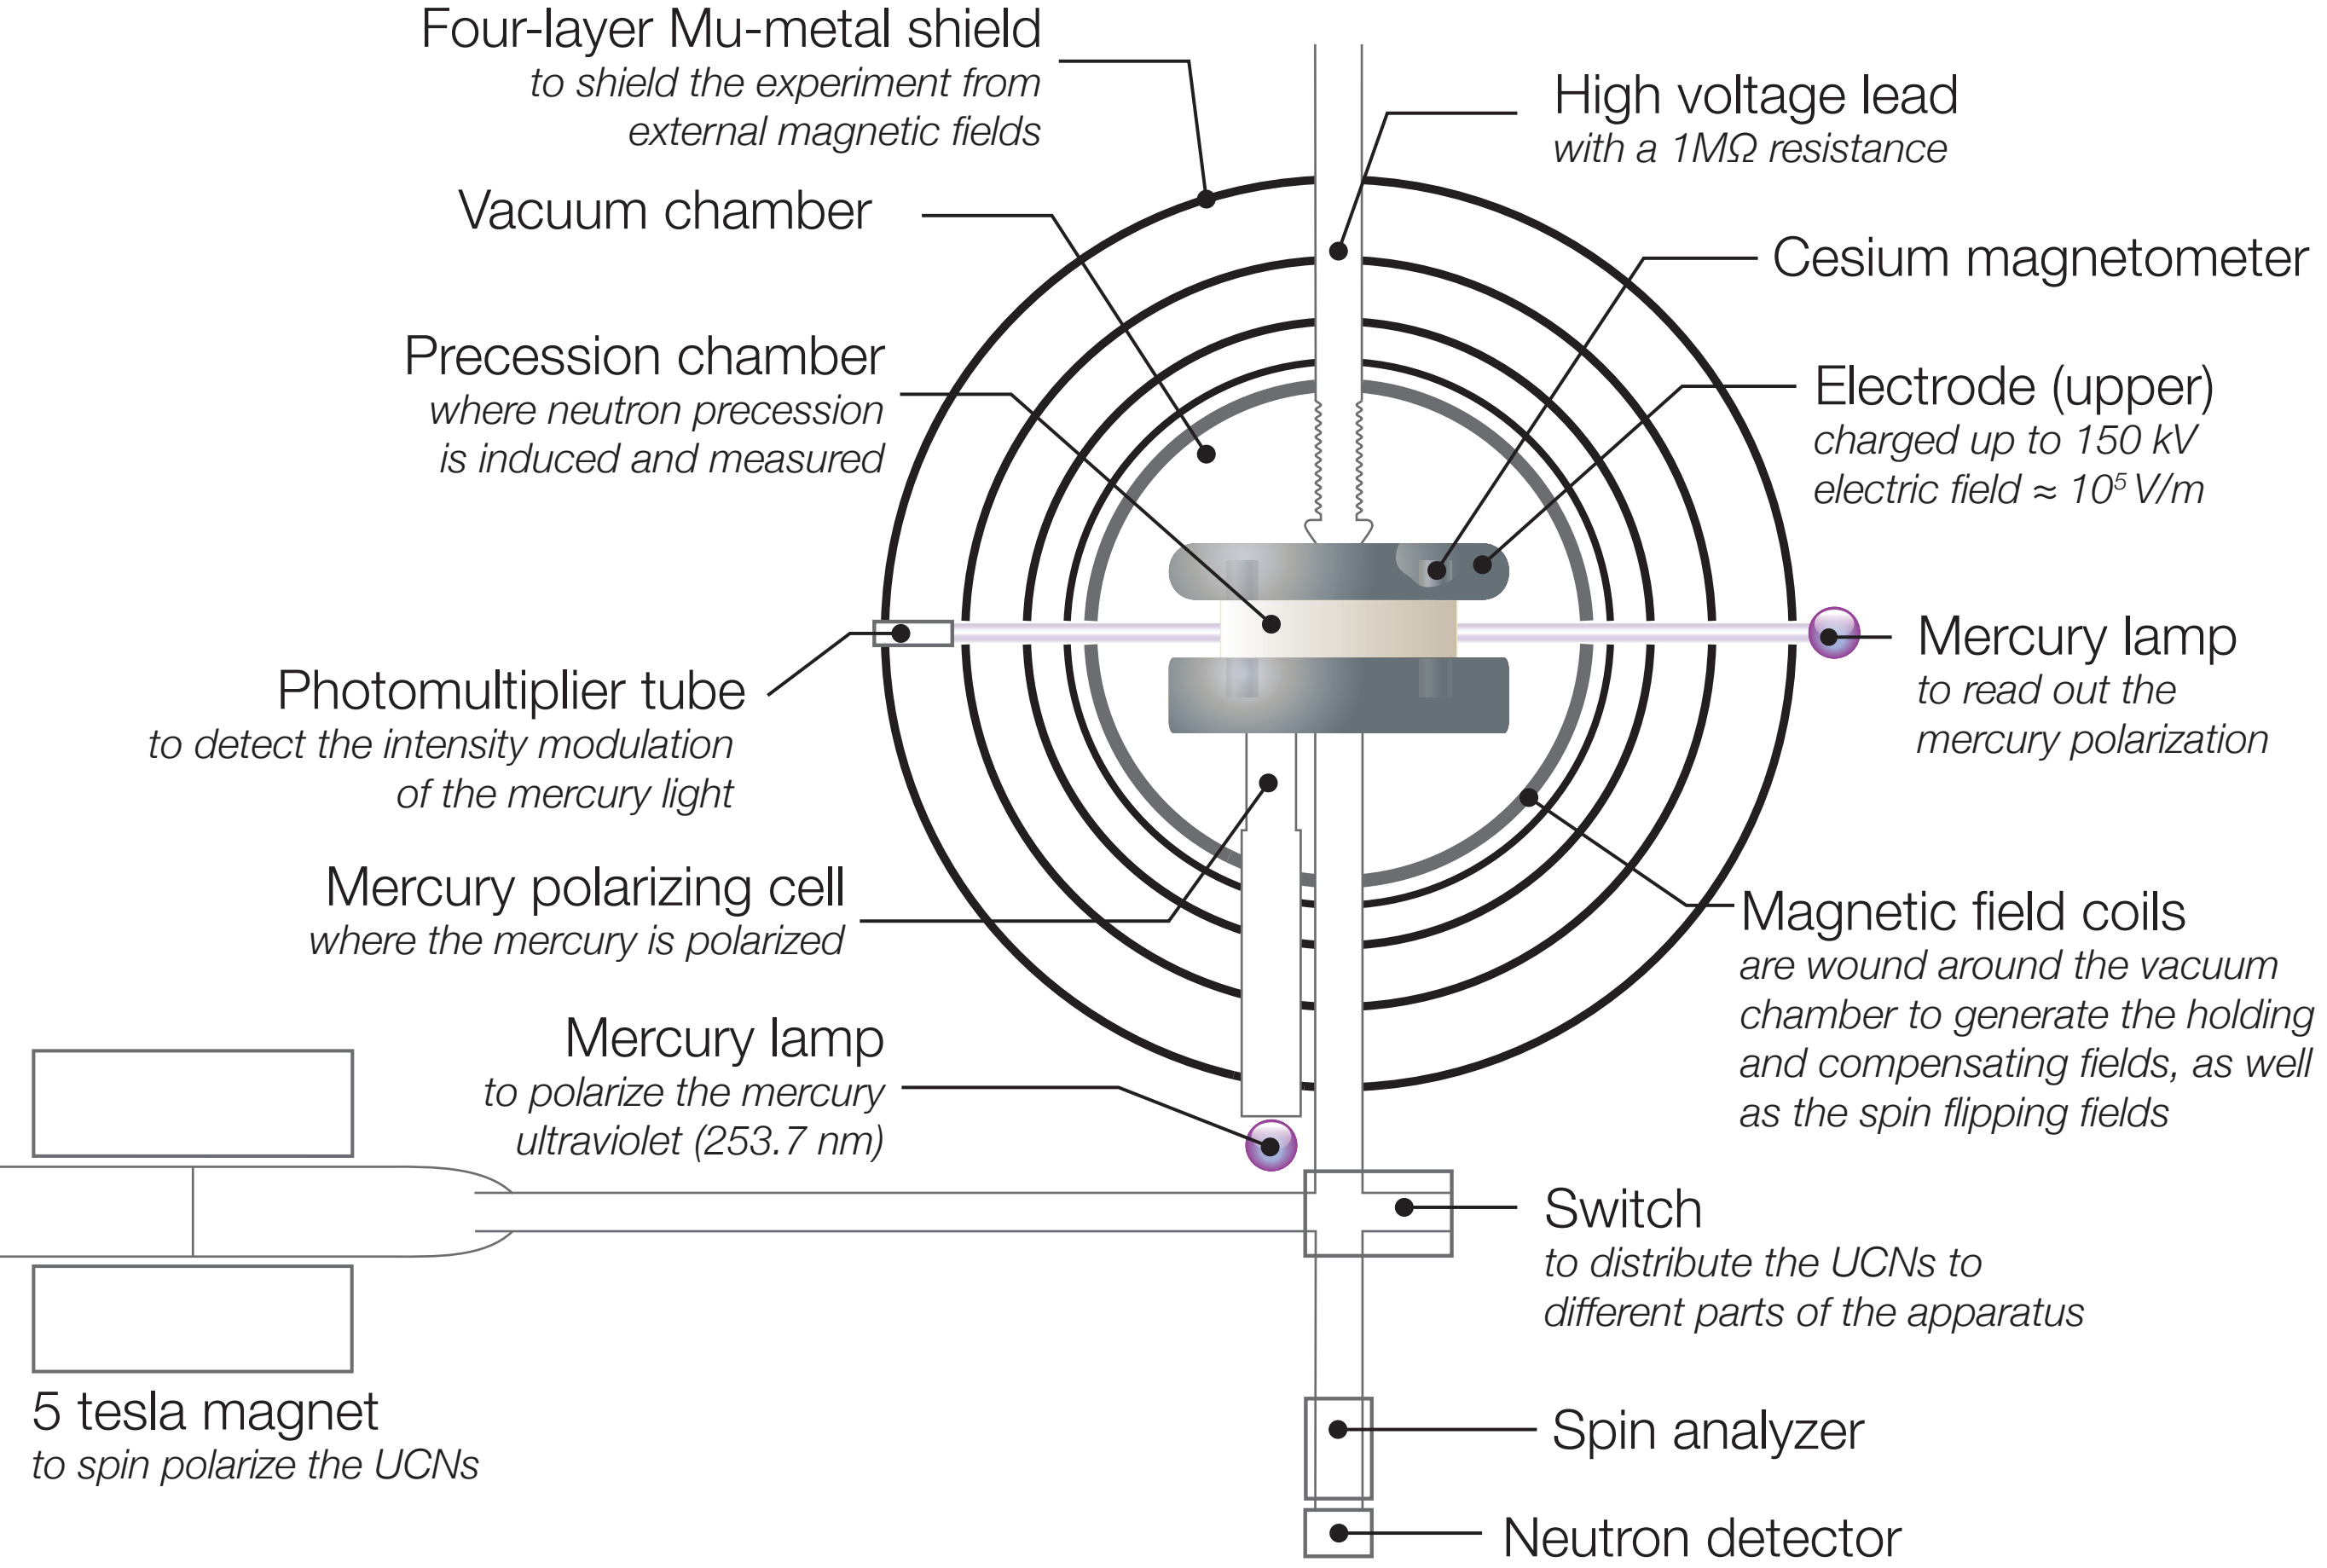 Four-layer Mu-metal shield
to shield the experiment from
external magnetic fields
High voltage lead
with a 1MΩ resistance
Vacuum chamber
Cesium magnetometer
Precession chamber
where neutron precession
is induced and measured
Electrode (upper)
charged up to 150 kV
electric field ≈ 10⁵ V/m
Mercury lamp
to read out the
mercury polarization
Photomultiplier tube
to detect the intensity modulation
of the mercury light
Mercury polarizing cell
where the mercury is polarized
Magnetic field coils
are wound around the vacuum
chamber to generate the holding
and compensating fields, as well
as the spin flipping fields
Mercury lamp
to polarize the mercury
ultraviolet (253.7 nm)
Switch
to distribute the UCNs to
different parts of the apparatus
5 tesla magnet
to spin polarize the UCNs
Spin analyzer
Neutron detector